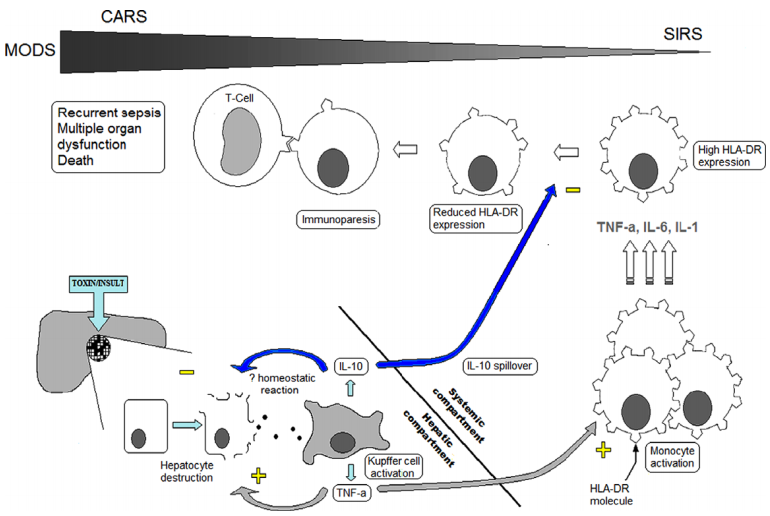 CARS
SIRS
MODS
Recurrent sepsis
Multiple organ
dysfunction
Death
T-Cell
High HLA-DR
expression
Immunoparesis
Reduced HLA-DR
expression
TNF-a, IL-6, IL-1
TOXIN/INSULT
IL-10
IL-10 spillover
? homeostatic
reaction
Systemic
compartment
Hepatic
compartment
Hepatocyte
destruction
Kupffer cell
activation
TNF-a
Monocyte
activation
HLA-DR
molecule